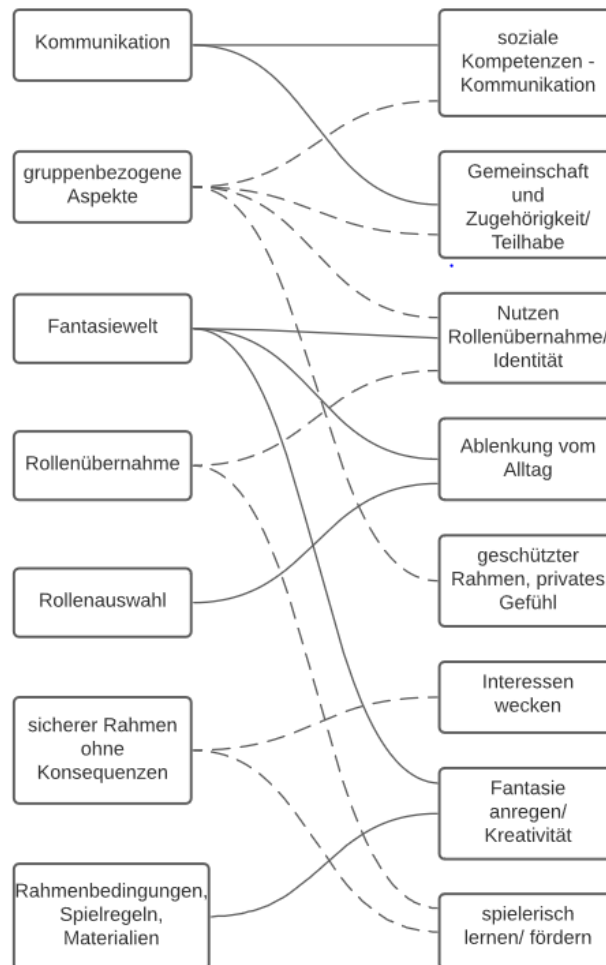 Kommunikation
gruppenbezogene
Aspekte
Fantasiewelt
Rollenübernahme
Rollenauswahl
sicherer Rahmen
ohne
Konsequenzen
Rahmenbedingungen,
Spielregeln,
Materialien
soziale
Kompetenzen -
Kommunikation
Gemeinschaft
und
Zugehörigkeit/
Teilhabe
Nutzen
Rollenübernahme/
Identität
Ablenkung vom
Alltag
geschützter
Rahmen, privates
Gefühl
Interessen
wecken
Fantasie
anregen/
Kreativität
spielerisch
lernen/ fördern